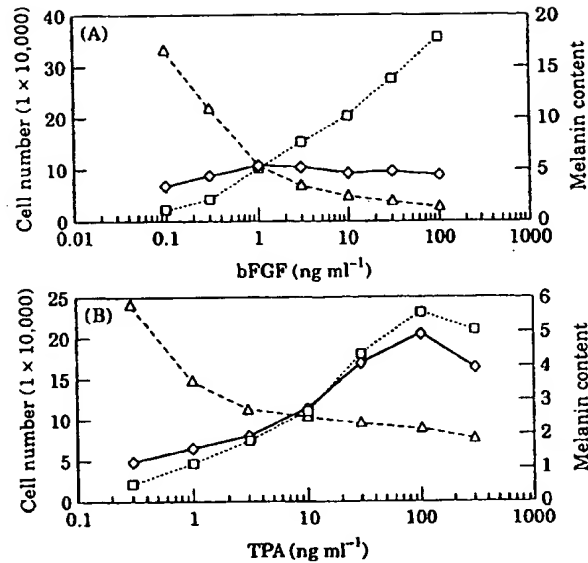 (A)
Cell number (1 × 10,000)
40
30
20
10
0
20
15
10
5
0
Melanin content
0.01 0.1 1 10 100 1000
bFGF (ng ml⁻¹)
(B)
Cell number (1 × 10,000)
25
20
15
10
5
0
6
5
4
3
2
1
0
Melanin content
0.1 1 10 100 1000
TPA (ng ml⁻¹)